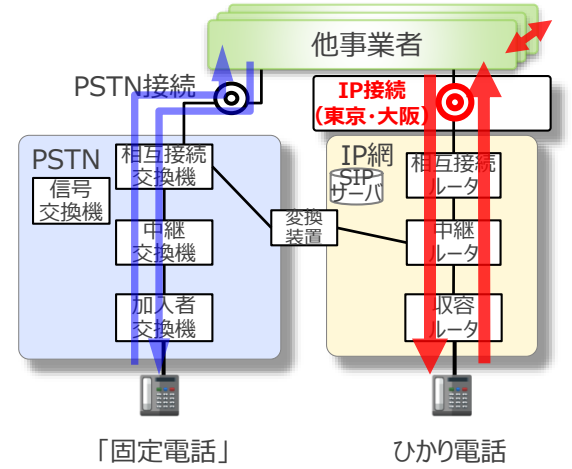 他事業者
PSTN接続
IP接続
(東京・大阪)
PSTN
相互接続
交換機
信号
交換機
中継
交換機
加入者
交換機
変換
装置
IP網
SIP
サーバ
相互接続
ルータ
中継
ルータ
収容
ルータ
「固定電話」
ひかり電話